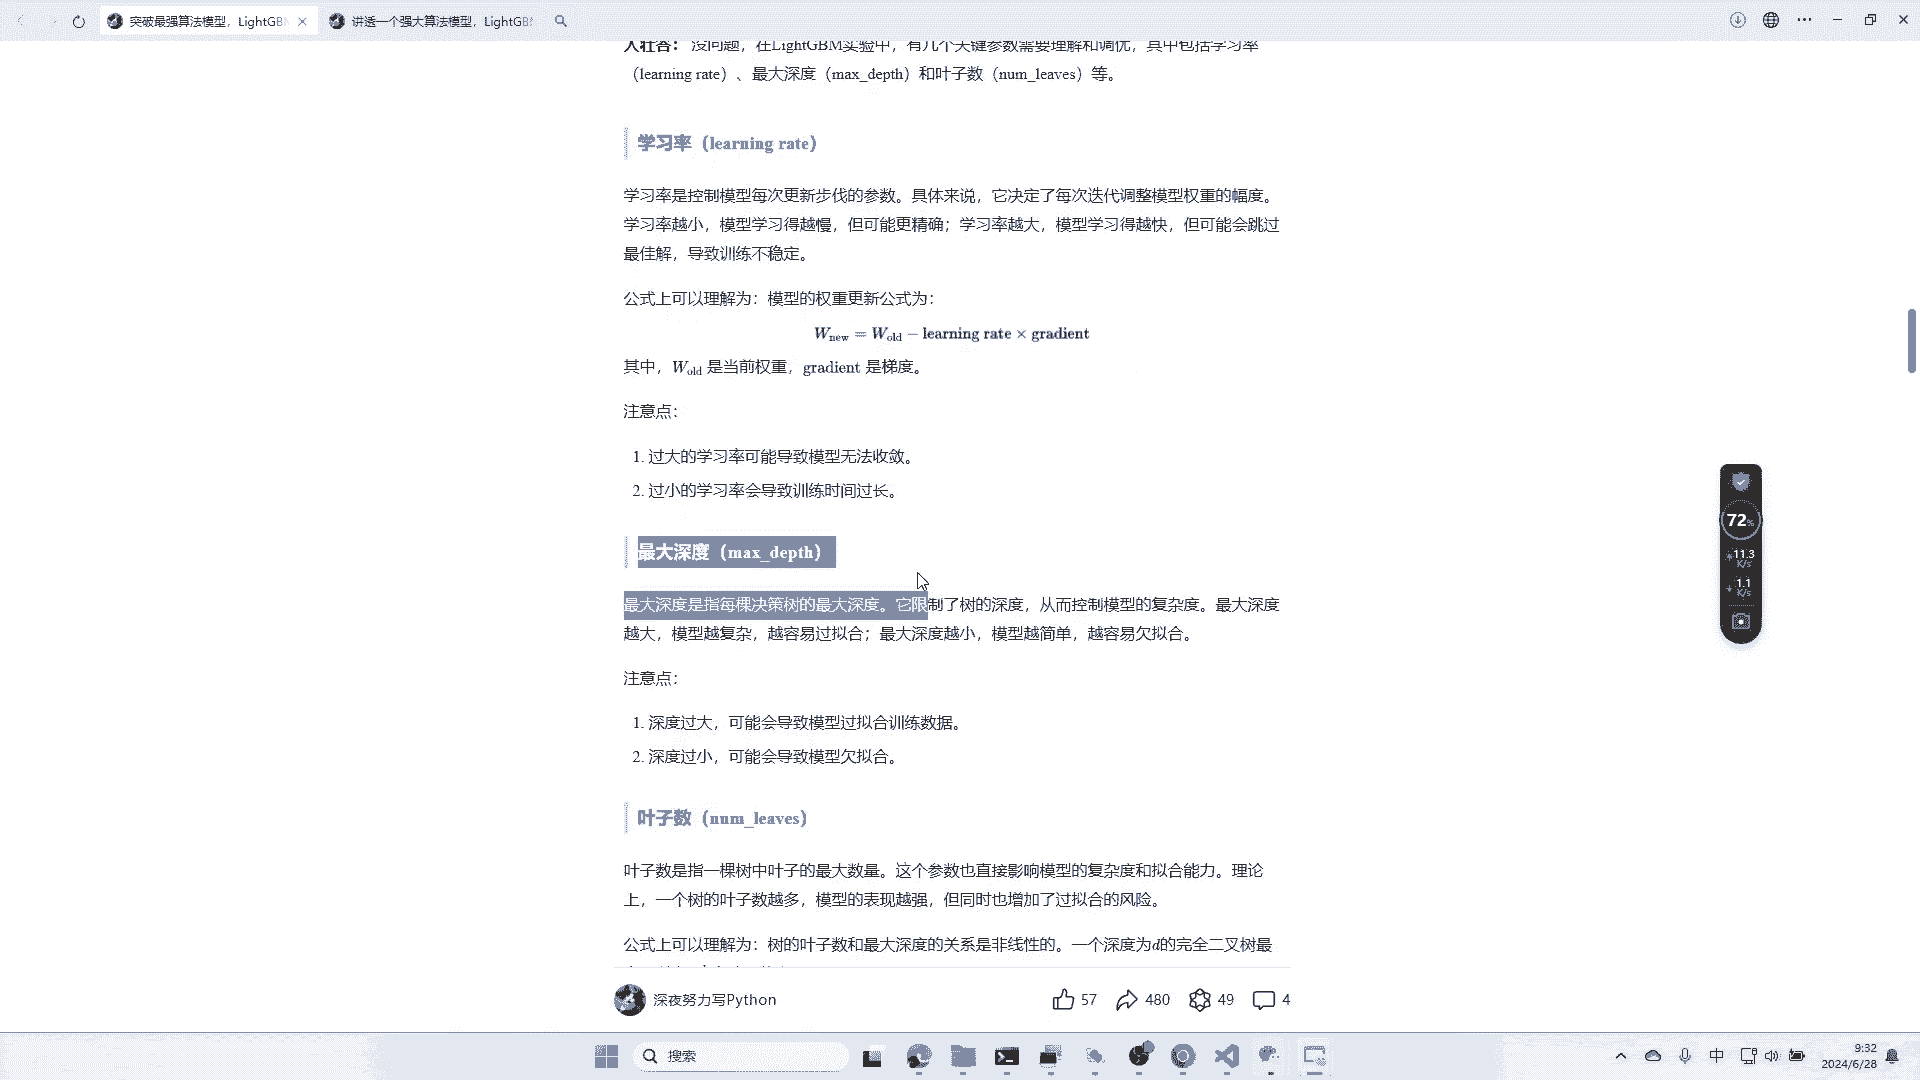 突破最强算法模型，LightGBM
讲透一个强大算法模型，LightGB
大壮答： 没问题，在LightGBM实验中，有几个关键参数需要理解和调优，其中包括学习率
（learning rate）、最大深度（max_depth）和叶子数（num_leaves）等。
学习率（learning rate）
学习率是控制模型每次更新步伐的参数。具体来说，它决定了每次迭代调整模型权重的幅度。
学习率越小，模型学习得越慢，但可能更精确；学习率越大，模型学习得越快，但可能会跳过
最佳解，导致训练不稳定。
公式上可以理解为：模型的权重更新公式为：
W_new = W_old − learning rate × gradient
其中，W_old 是当前权重，gradient 是梯度。
注意点：
1. 过大的学习率可能导致模型无法收敛。
2. 过小的学习率会导致训练时间过长。
最大深度（max_depth）
最大深度是指每棵决策树的最大深度。它限制了树的深度，从而控制模型的复杂度。最大深度
越大，模型越复杂，越容易过拟合；最大深度越小，模型越简单，越容易欠拟合。
注意点：
1. 深度过大，可能会导致模型过拟合训练数据。
2. 深度过小，可能会导致模型欠拟合。
叶子数（num_leaves）
叶子数是指一棵树中叶子的最大数量。这个参数也直接影响模型的复杂度和拟合能力。理论
上，一个树的叶子数越多，模型的表现越强，但同时也增加了过拟合的风险。
公式上可以理解为：树的叶子数和最大深度的关系是非线性的。一个深度为d的完全二叉树最
深夜努力写Python
57 480 49 4
72%
11.3
K/s
1.1
K/s
搜索
中
9:32
2024/6/28